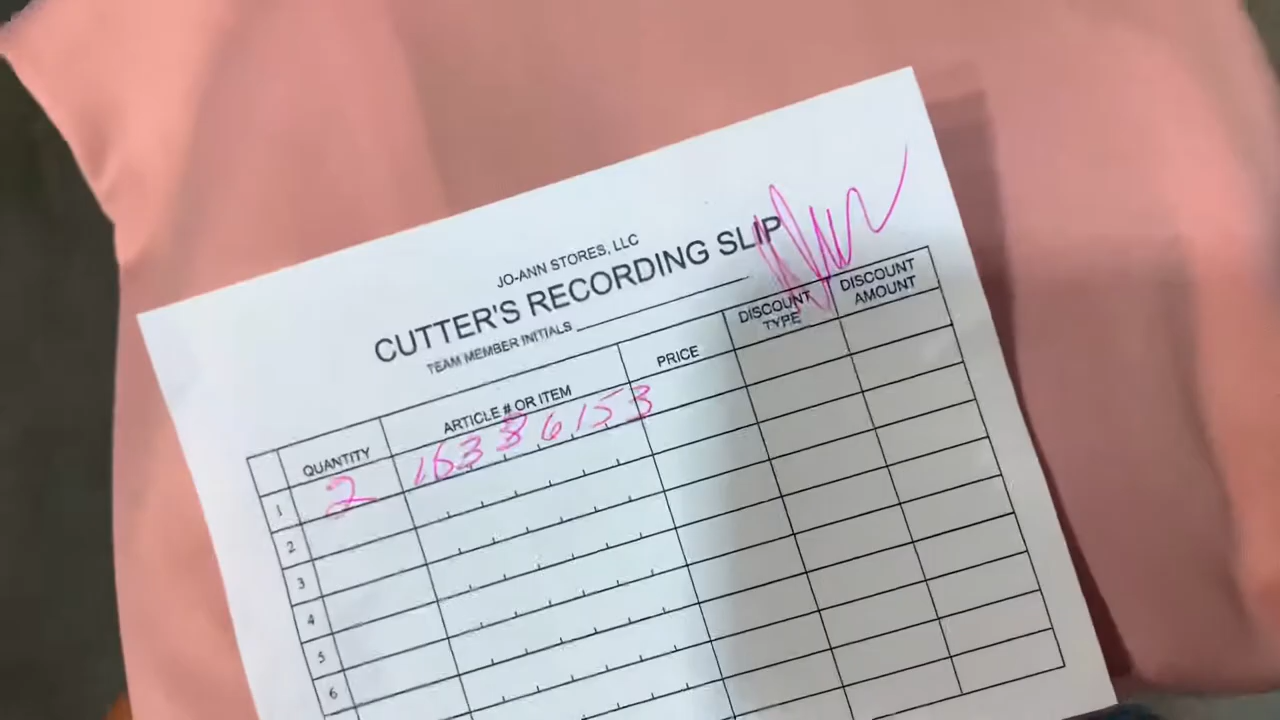 JO-ANN STORES, LLC
CUTTER'S RECORDING SLIP
TEAM MEMBER INITIALS
QUANTITY ARTICLE # OR ITEM PRICE DISCOUNT TYPE DISCOUNT AMOUNT
1 2 16386153
2
3
4
5
6